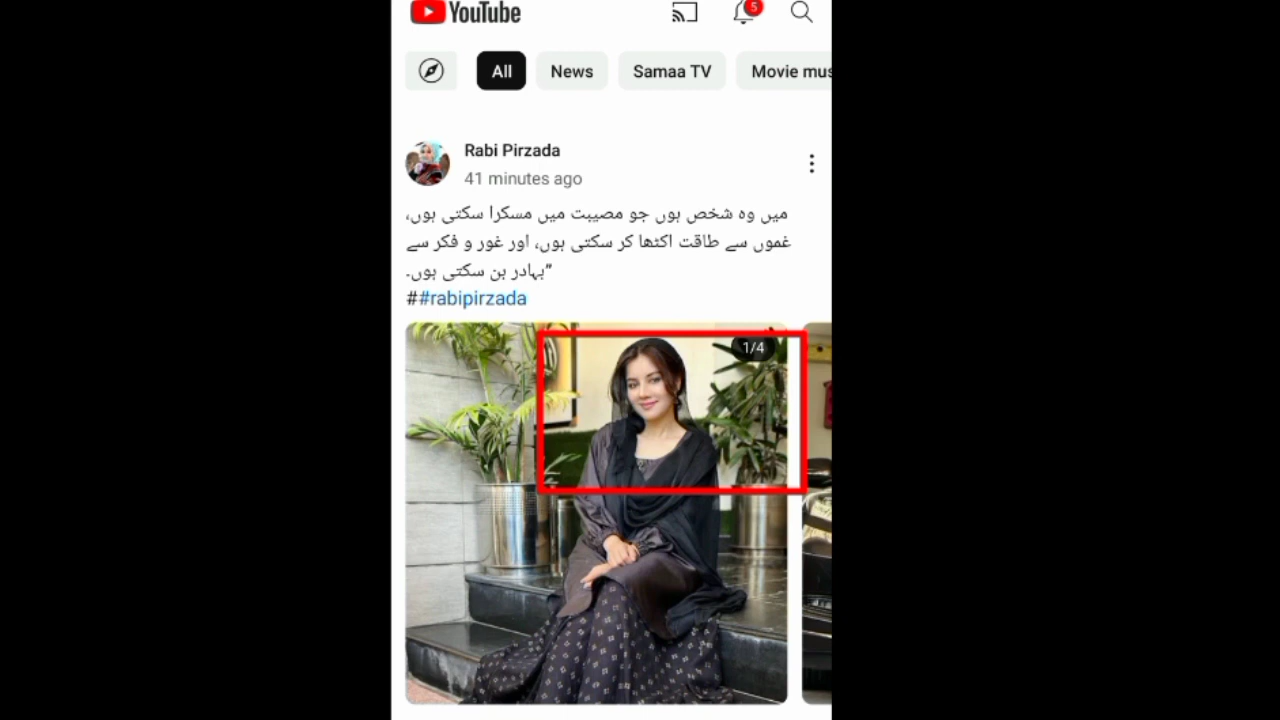 YouTube
5
All
News
Samaa TV
Movie mus
Rabi Pirzada
41 minutes ago
میں وہ شخص ہوں جو مصیبت میں مسکرا سکتی ہوں،
غموں سے طاقت اکٹھا کر سکتی ہوں، اور غور و فکر سے
بہادر بن سکتی ہوں۔”
##rabipirzada
1/4